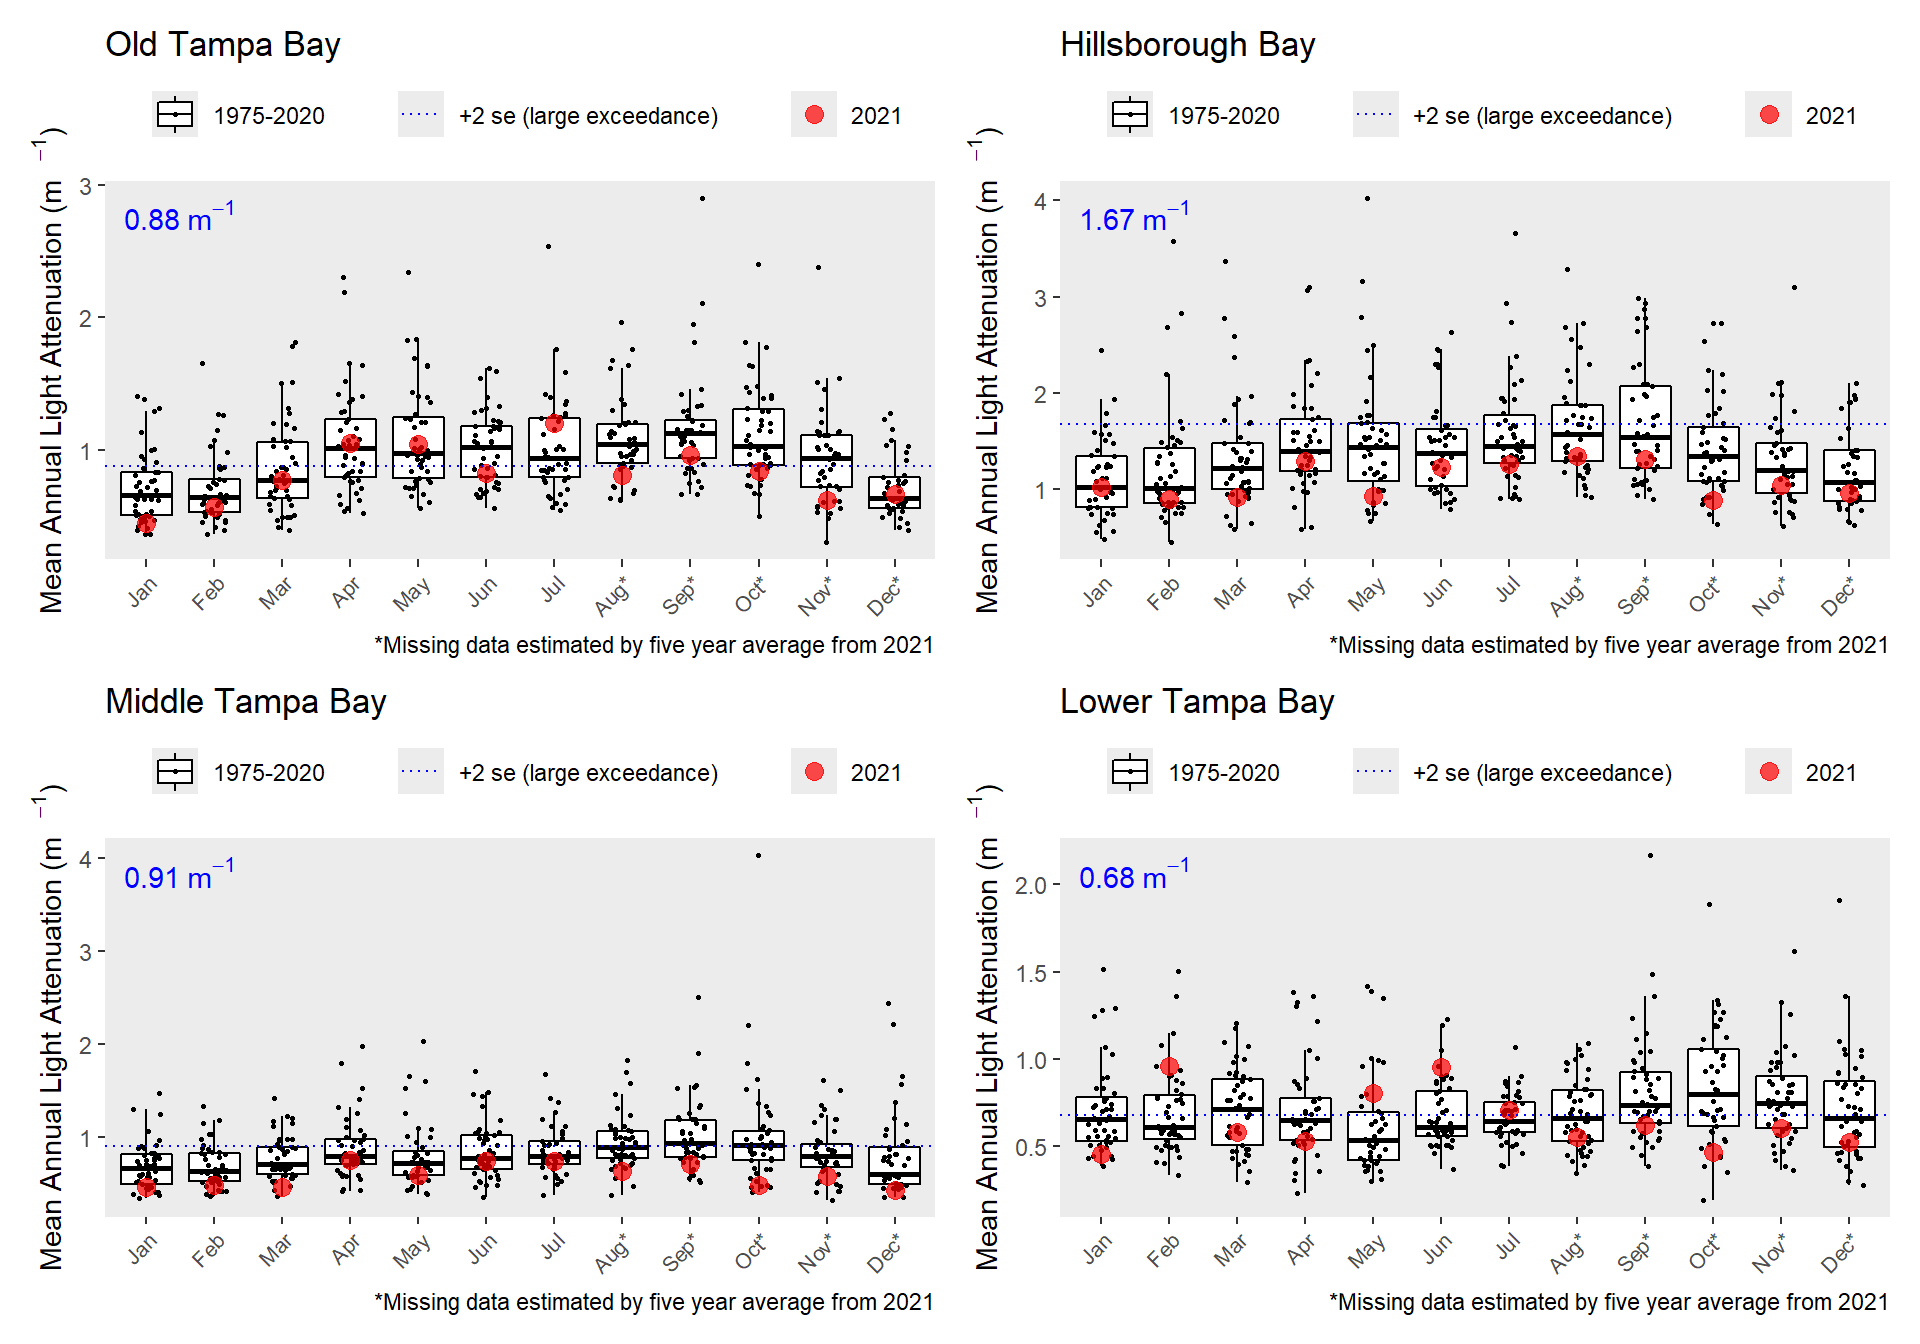 Old Tampa Bay
1975-2020 +2 se (large exceedance) 2021
Mean Annual Light Attenuation (m −1)
0.88 m−1
3
2
1
Jan Feb Mar Apr May Jun Jul Aug* Sep* Oct* Nov* Dec*
*Missing data estimated by five year average from 2021
Hillsborough Bay
1975-2020 +2 se (large exceedance) 2021
Mean Annual Light Attenuation (m −1)
1.67 m−1
4
3
2
1
Jan Feb Mar Apr May Jun Jul Aug* Sep* Oct* Nov* Dec*
*Missing data estimated by five year average from 2021
Middle Tampa Bay
1975-2020 +2 se (large exceedance) 2021
Mean Annual Light Attenuation (m −1)
0.91 m−1
4
3
2
1
Jan Feb Mar Apr May Jun Jul Aug* Sep* Oct* Nov* Dec*
*Missing data estimated by five year average from 2021
Lower Tampa Bay
1975-2020 +2 se (large exceedance) 2021
Mean Annual Light Attenuation (m −1)
0.68 m−1
2.0
1.5
1.0
0.5
Jan Feb Mar Apr May Jun Jul Aug* Sep* Oct* Nov* Dec*
*Missing data estimated by five year average from 2021